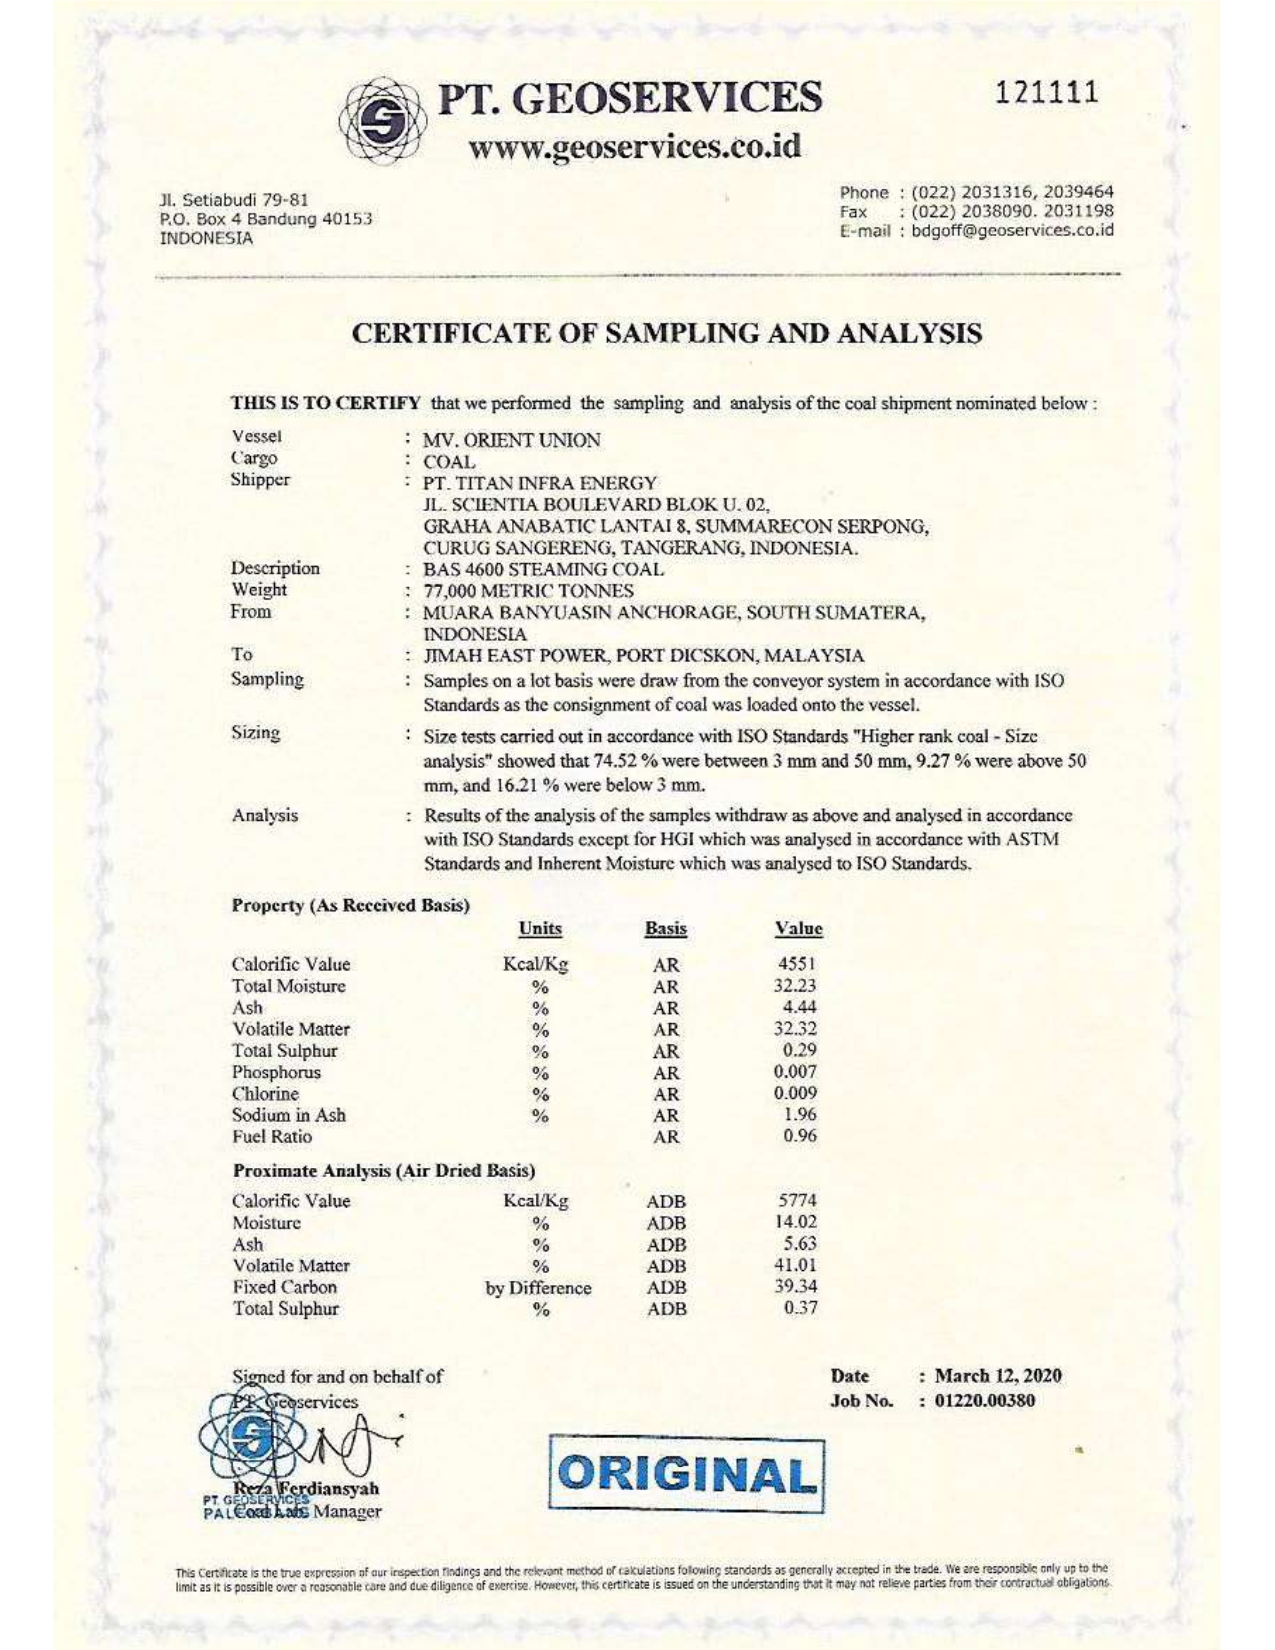 PT. GEOSERVICES
www.geoservices.co.id
121111
Jl. Setiabudi 79-81
P.O. Box 4 Bandung 40153
INDONESIA
Phone : (022) 2031316, 2039464
Fax : (022) 2038090. 2031198
E-mail : bdgoff@geoservices.co.id
CERTIFICATE OF SAMPLING AND ANALYSIS
THIS IS TO CERTIFY that we performed the sampling and analysis of the coal shipment nominated below :
Vessel : MV. ORIENT UNION
Cargo : COAL
Shipper : PT. TITAN INFRA ENERGY
JL. SCIENTIA BOULEVARD BLOK U. 02,
GRAHA ANABATIC LANTAI 8, SUMMARECON SERPONG,
CURUG SANGERENG, TANGERANG, INDONESIA.
Description : BAS 4600 STEAMING COAL
Weight : 77,000 METRIC TONNES
From : MUARA BANYUASIN ANCHORAGE, SOUTH SUMATERA,
INDONESIA
To : JIMAH EAST POWER, PORT DICSKON, MALAYSIA
Sampling : Samples on a lot basis were draw from the conveyor system in accordance with ISO
Standards as the consignment of coal was loaded onto the vessel.
Sizing : Size tests carried out in accordance with ISO Standards "Higher rank coal - Size
analysis" showed that 74.52 % were between 3 mm and 50 mm, 9.27 % were above 50
mm, and 16.21 % were below 3 mm.
Analysis : Results of the analysis of the samples withdraw as above and analysed in accordance
with ISO Standards except for HGI which was analysed in accordance with ASTM
Standards and Inherent Moisture which was analysed to ISO Standards.
Property (As Received Basis)
Units Basis Value
Calorific Value Kcal/Kg AR 4551
Total Moisture % AR 32.23
Ash % AR 4.44
Volatile Matter % AR 32.32
Total Sulphur % AR 0.29
Phosphorus % AR 0.007
Chlorine % AR 0.009
Sodium in Ash % AR 1.96
Fuel Ratio AR 0.96
Proximate Analysis (Air Dried Basis)
Calorific Value Kcal/Kg ADB 5774
Moisture % ADB 14.02
Ash % ADB 5.63
Volatile Matter % ADB 41.01
Fixed Carbon by Difference ADB 39.34
Total Sulphur % ADB 0.37
Signed for and on behalf of
PT. Geoservices
Date : March 12, 2020
Job No. : 01220.00380
ORIGINAL
Reza Ferdiansyah
PT. GEOSERVICES
Coal Lab. Manager
This Certificate is the true expression of our inspection findings and the relevant method of calculations following standards as generally accepted in the trade. We are responsible only up to the
limit as it is possible over a reasonable care and due diligence of exercise. However, this certificate is issued on the understanding that it may not relieve parties from their contractual obligations.